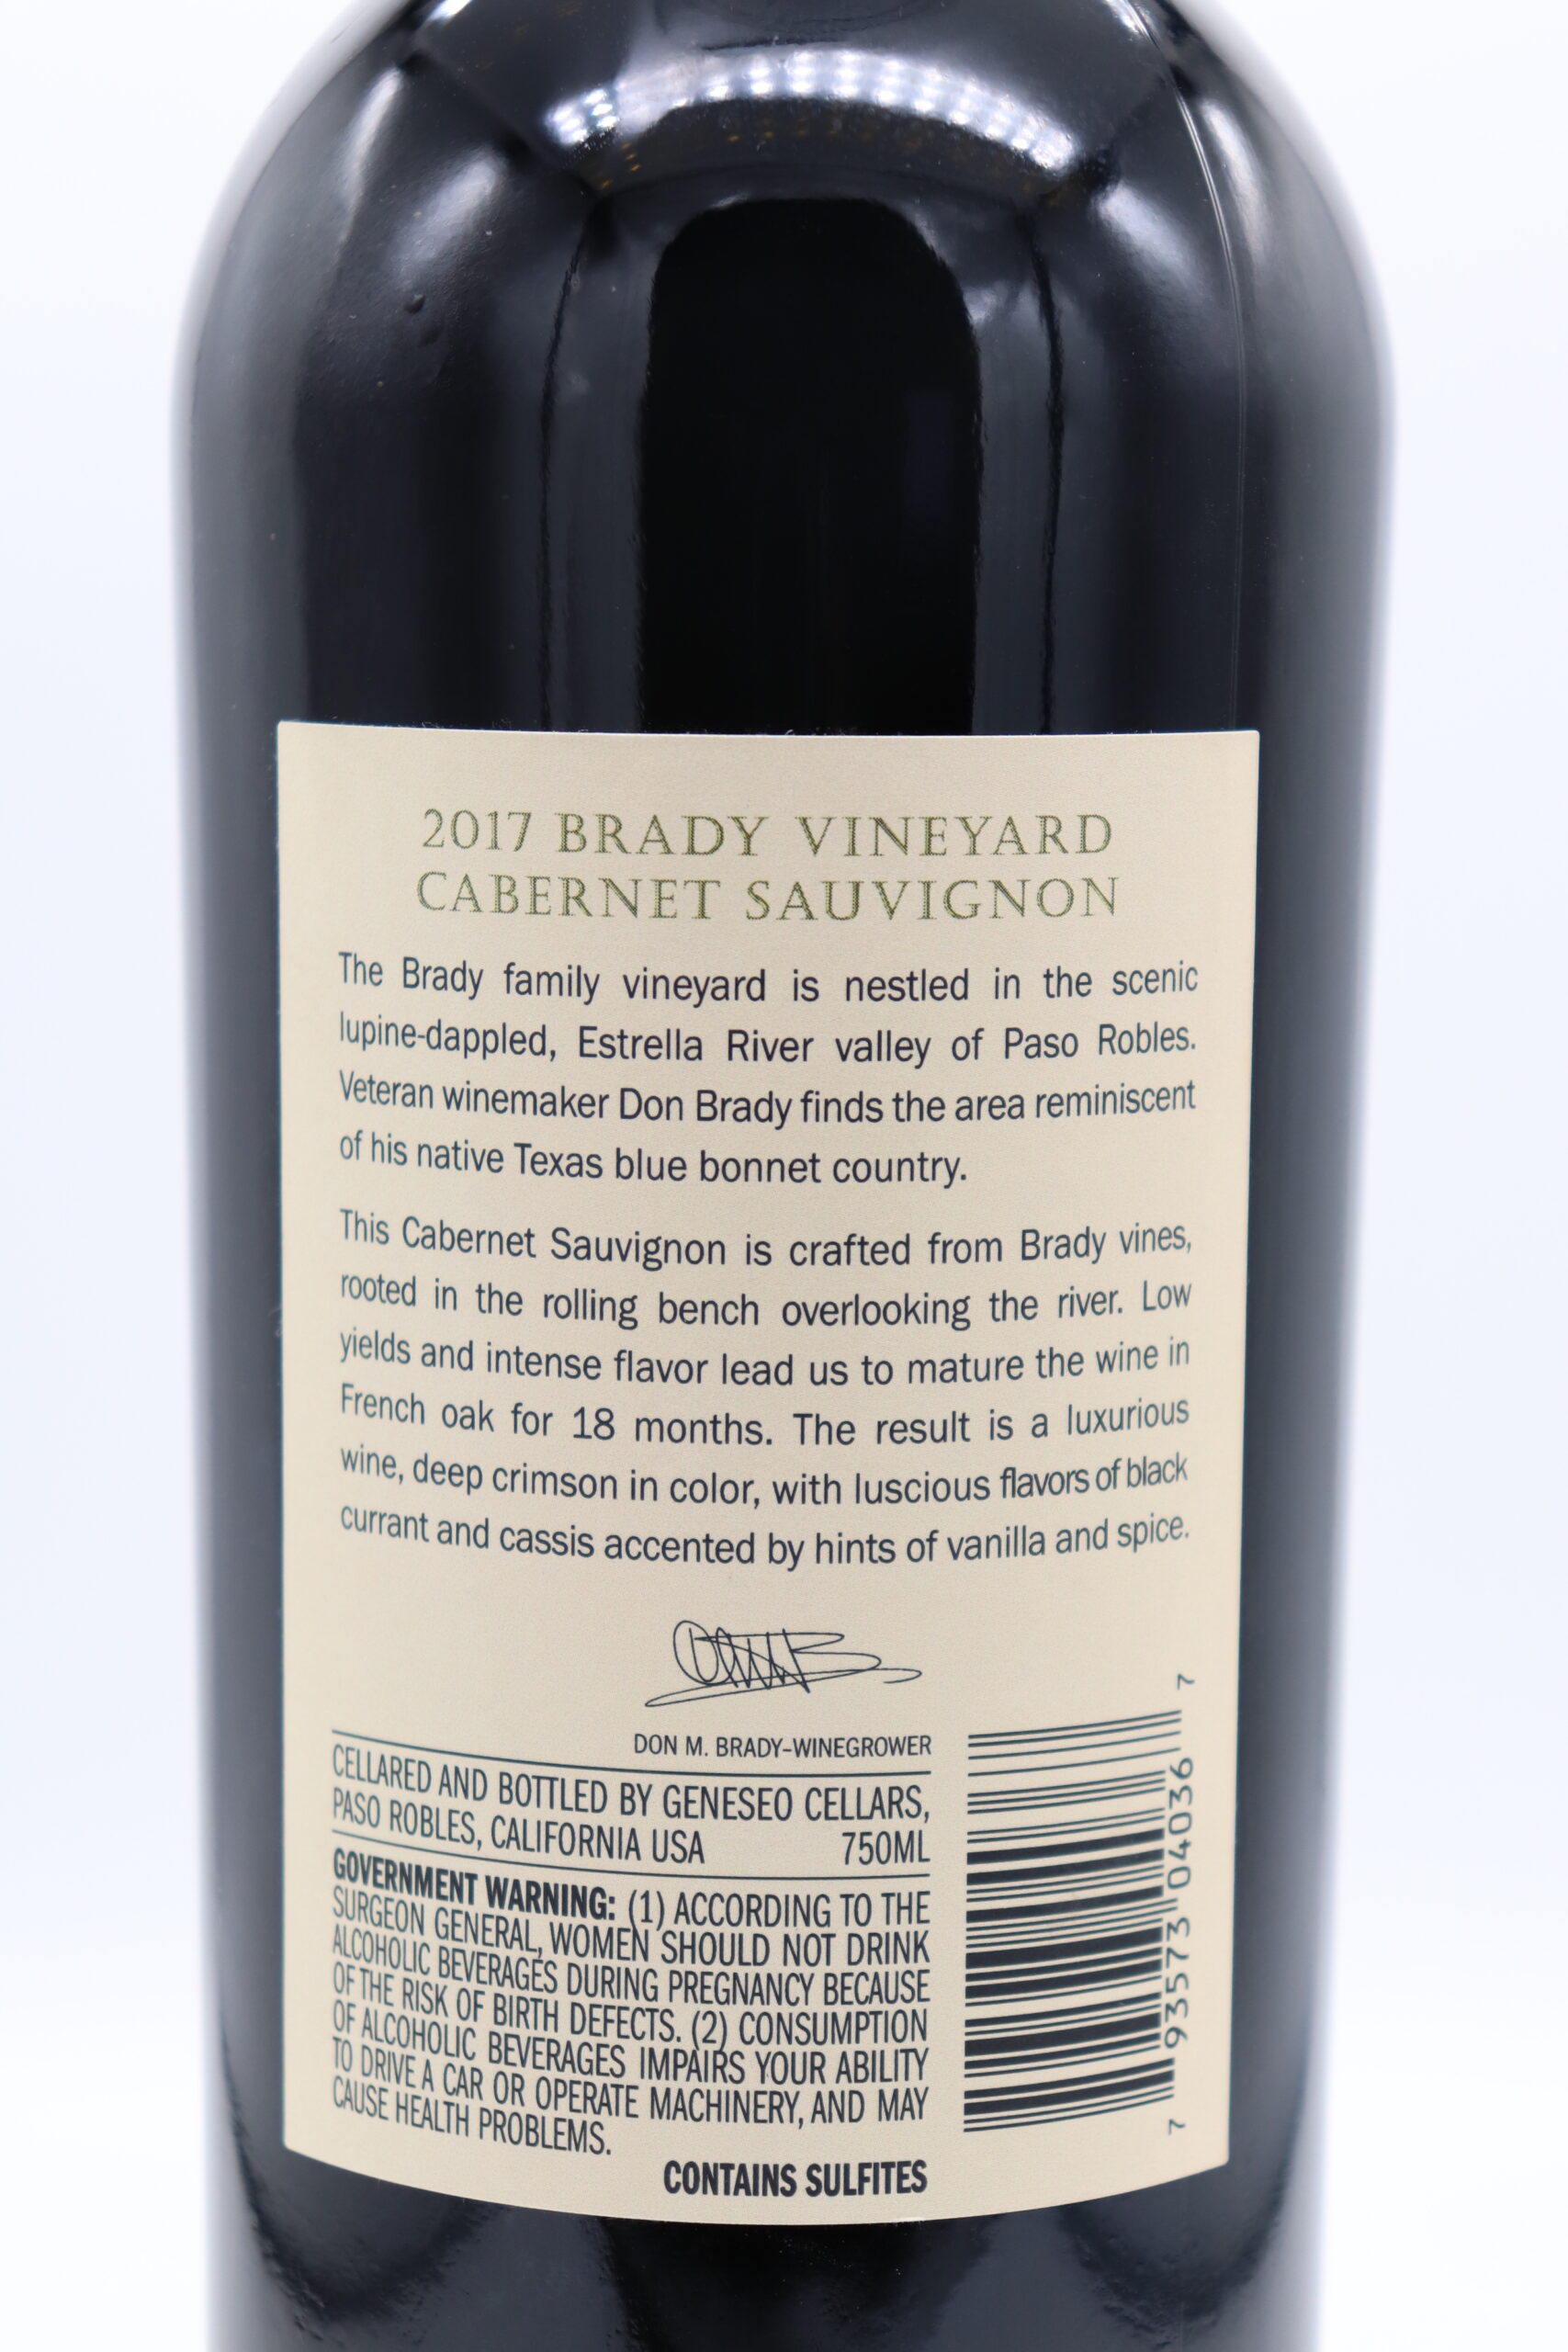 2017 BRADY VINEYARD
CABERNET SAUVIGNON
The Brady family vineyard is nestled in the scenic
lupine-dappled, Estrella River valley of Paso Robles.
Veteran winemaker Don Brady finds the area reminiscent
of his native Texas blue bonnet country.
This Cabernet Sauvignon is crafted from Brady vines,
rooted in the rolling bench overlooking the river. Low
yields and intense flavor lead us to mature the wine in
French oak for 18 months. The result is a luxurious
wine, deep crimson in color, with luscious flavors of black
currant and cassis accented by hints of vanilla and spice.
DON M. BRADY-WINEGROWER
CELLARED AND BOTTLED BY GENESEO CELLARS,
PASO ROBLES, CALIFORNIA USA 750ML
GOVERNMENT WARNING: (1) ACCORDING TO THE
SURGEON GENERAL, WOMEN SHOULD NOT DRINK
ALCOHOLIC BEVERAGES DURING PREGNANCY BECAUSE
OF THE RISK OF BIRTH DEFECTS. (2) CONSUMPTION
OF ALCOHOLIC BEVERAGES IMPAIRS YOUR ABILITY
TO DRIVE A CAR OR OPERATE MACHINERY, AND MAY
CAUSE HEALTH PROBLEMS.
CONTAINS SULFITES
7 93573 04036 7